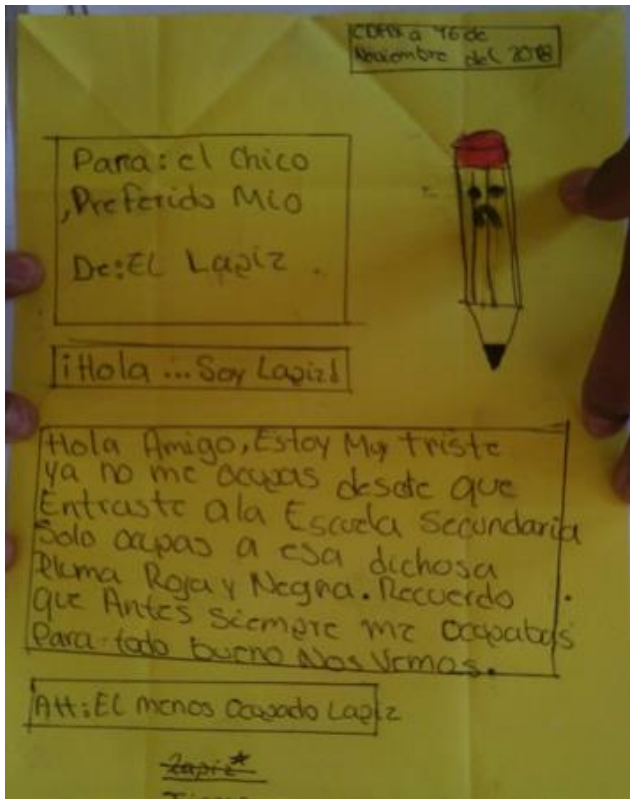 CDMX a 16 de
Noviembre del 2018
Para: el Chico
,Preferido Mio
De: EL Lapiz .
¡Hola ... Soy Lapiz!
Hola Amigo, Estoy Muy triste
ya no me ocupas desde que
Entraste ala Escuela Secundaria
Solo ocupas a esa dichosa
Pluma Roja y Negra. Recuerdo
que Antes siempre me ocupabas
Para todo bueno Nos Vemos.
Att: EL menos Ocupado Lapiz
Lapiz*